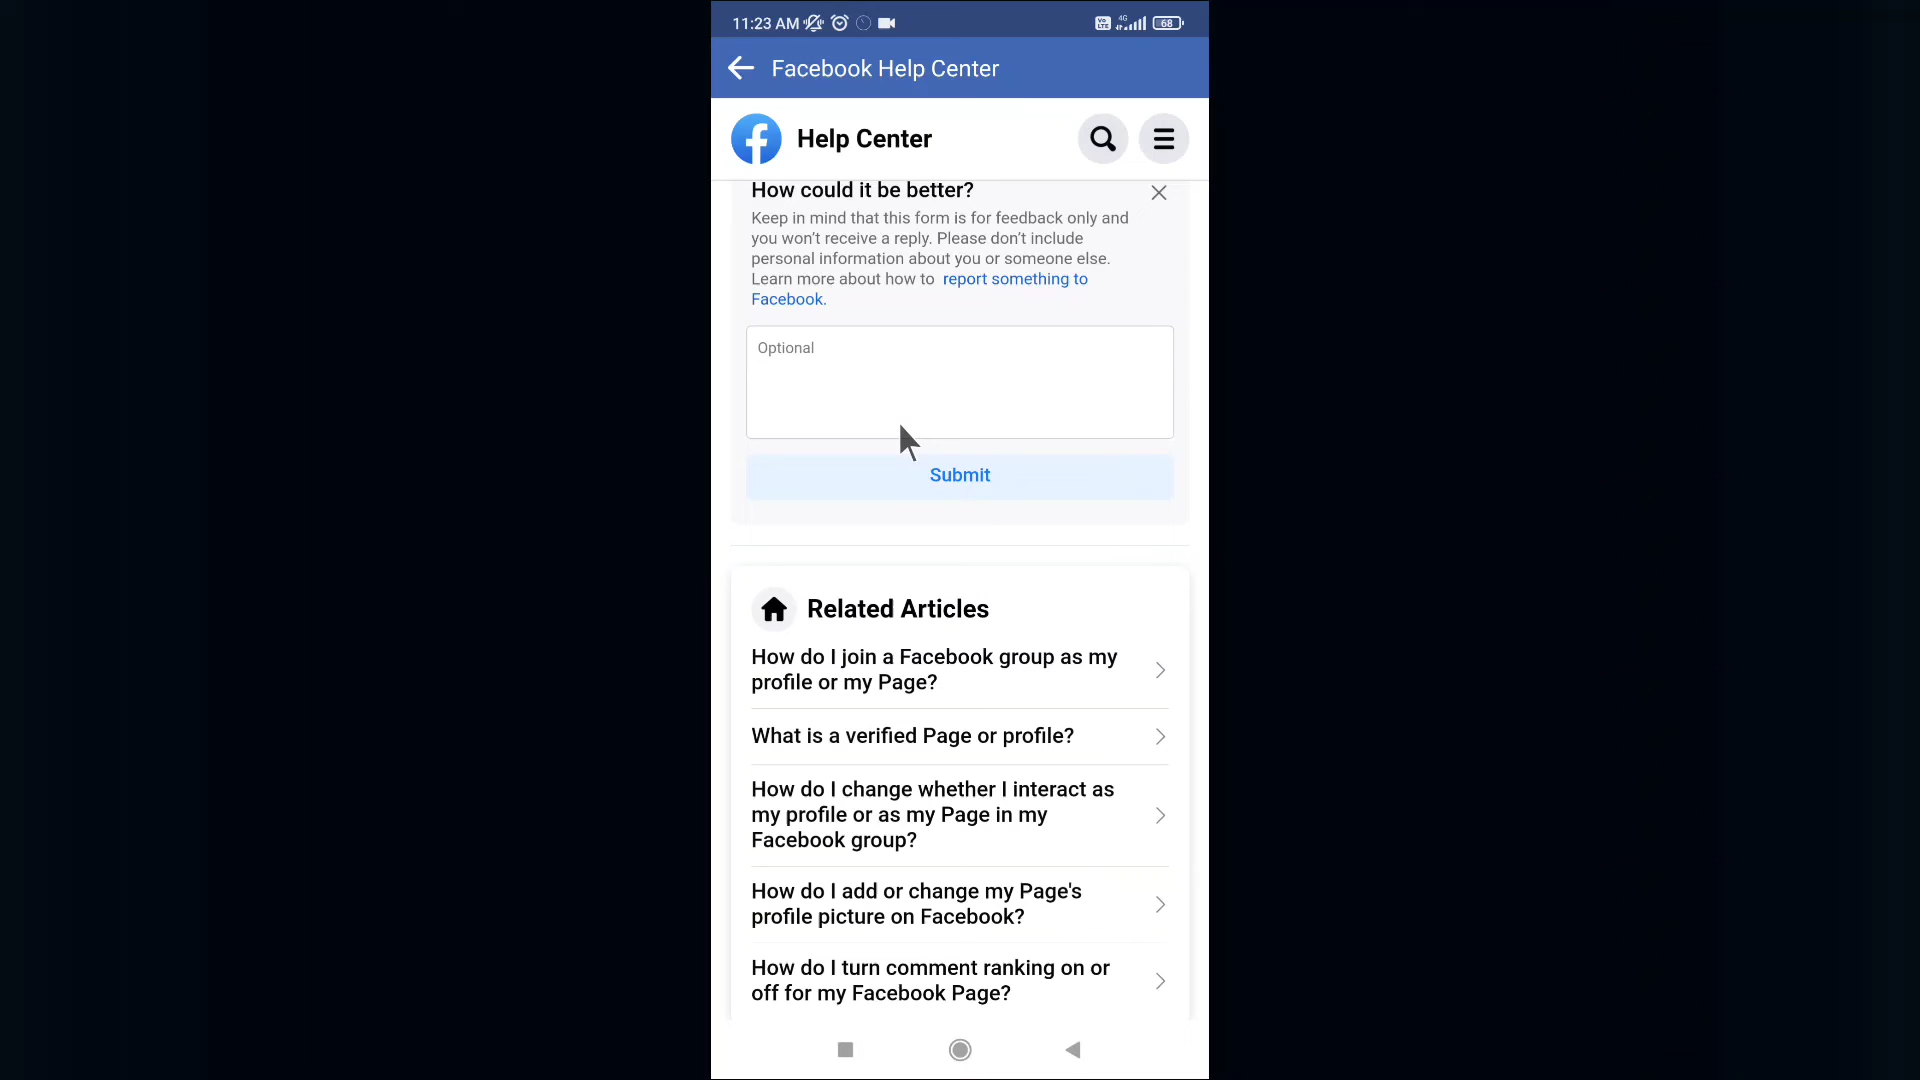 11:23 AM
4G
68
Facebook Help Center
Help Center
How could it be better?
Keep in mind that this form is for feedback only and
you won't receive a reply. Please don't include
personal information about you or someone else.
Learn more about how to report something to
Facebook.
Optional
Submit
Related Articles
How do I join a Facebook group as my
profile or my Page?
What is a verified Page or profile?
How do I change whether I interact as
my profile or as my Page in my
Facebook group?
How do I add or change my Page's
profile picture on Facebook?
How do I turn comment ranking on or
off for my Facebook Page?